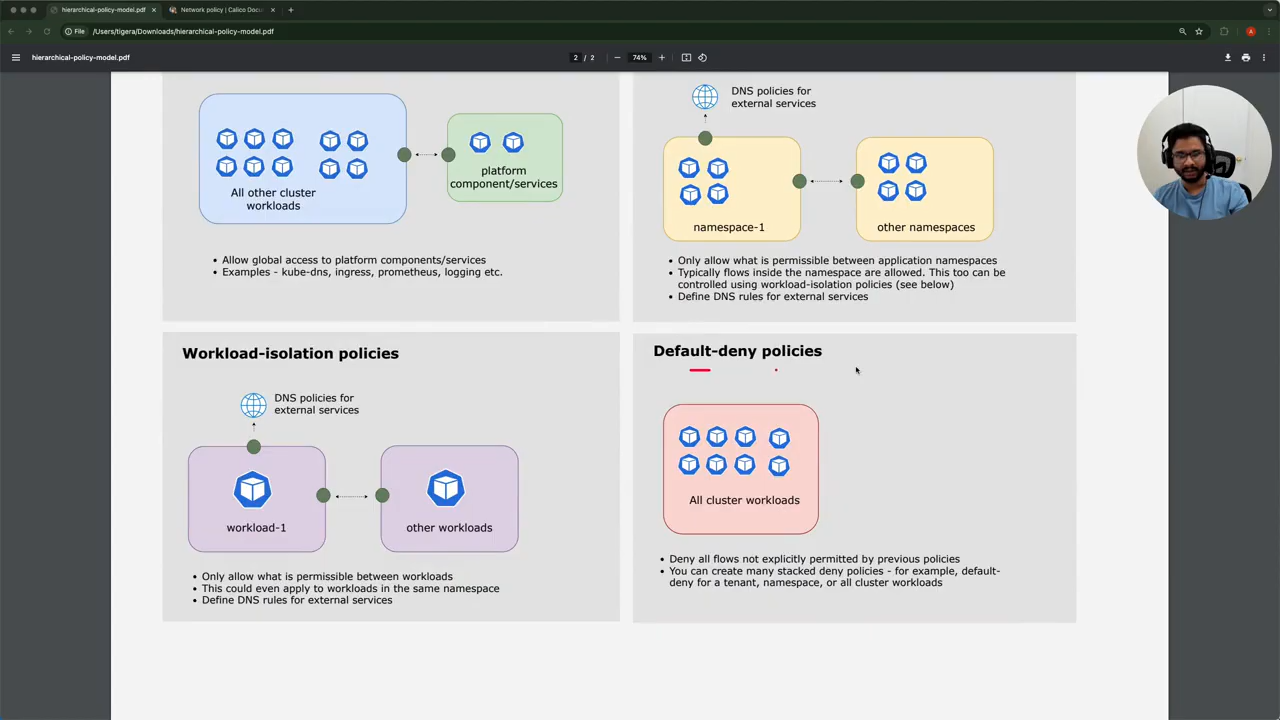 hierarchical-policy-model.pdf
Network policy | Calico Docu
File
/Users/tigera/Downloads/hierarchical-policy-model.pdf
A
hierarchical-policy-model.pdf
2 / 2
74%
All other cluster
workloads
platform
component/services
• Allow global access to platform components/services
• Examples - kube-dns, ingress, prometheus, logging etc.
DNS policies for
external services
namespace-1
other namespaces
• Only allow what is permissible between application namespaces
• Typically flows inside the namespace are allowed. This too can be
controlled using workload-isolation policies (see below)
• Define DNS rules for external services
Workload-isolation policies
DNS policies for
external services
workload-1
other workloads
• Only allow what is permissible between workloads
• This could even apply to workloads in the same namespace
• Define DNS rules for external services
Default-deny policies
All cluster workloads
• Deny all flows not explicitly permitted by previous policies
• You can create many stacked deny policies - for example, default-
deny for a tenant, namespace, or all cluster workloads